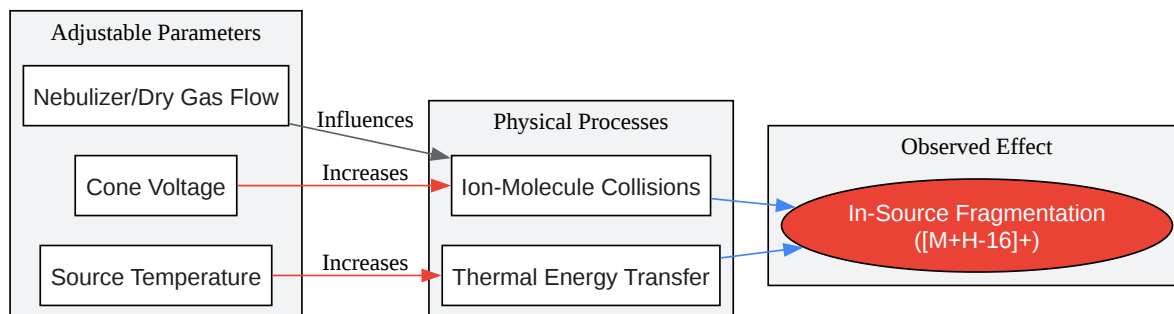 Adjustable Parameters
Nebulizer/Dry Gas Flow
Cone Voltage
Source Temperature
Influences
Increases
Increases
Physical Processes
Ion-Molecule Collisions
Thermal Energy Transfer
Observed Effect
In-Source Fragmentation
([M+H-16]+)